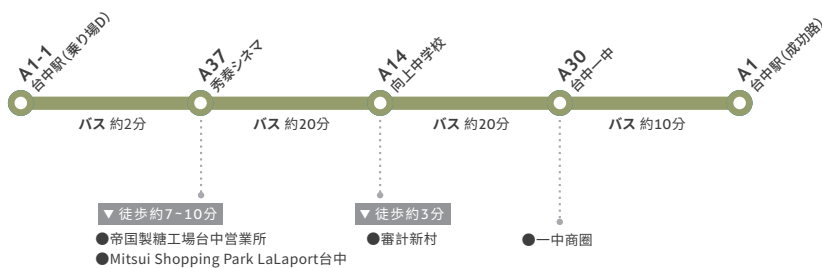 A1-1
台中駅(乗り場D)
A37
秀泰シネマ
A14
向上中学校
A30
台中一中
A1
台中駅(成功路)
バス 約2分
バス 約20分
バス 約20分
バス 約10分
▼徒歩約7-10分
●帝国製糖工場台中営業所
●Mitsui Shopping Park LaLaport台中
▼徒歩約3分
●審計新村
●一中商圏